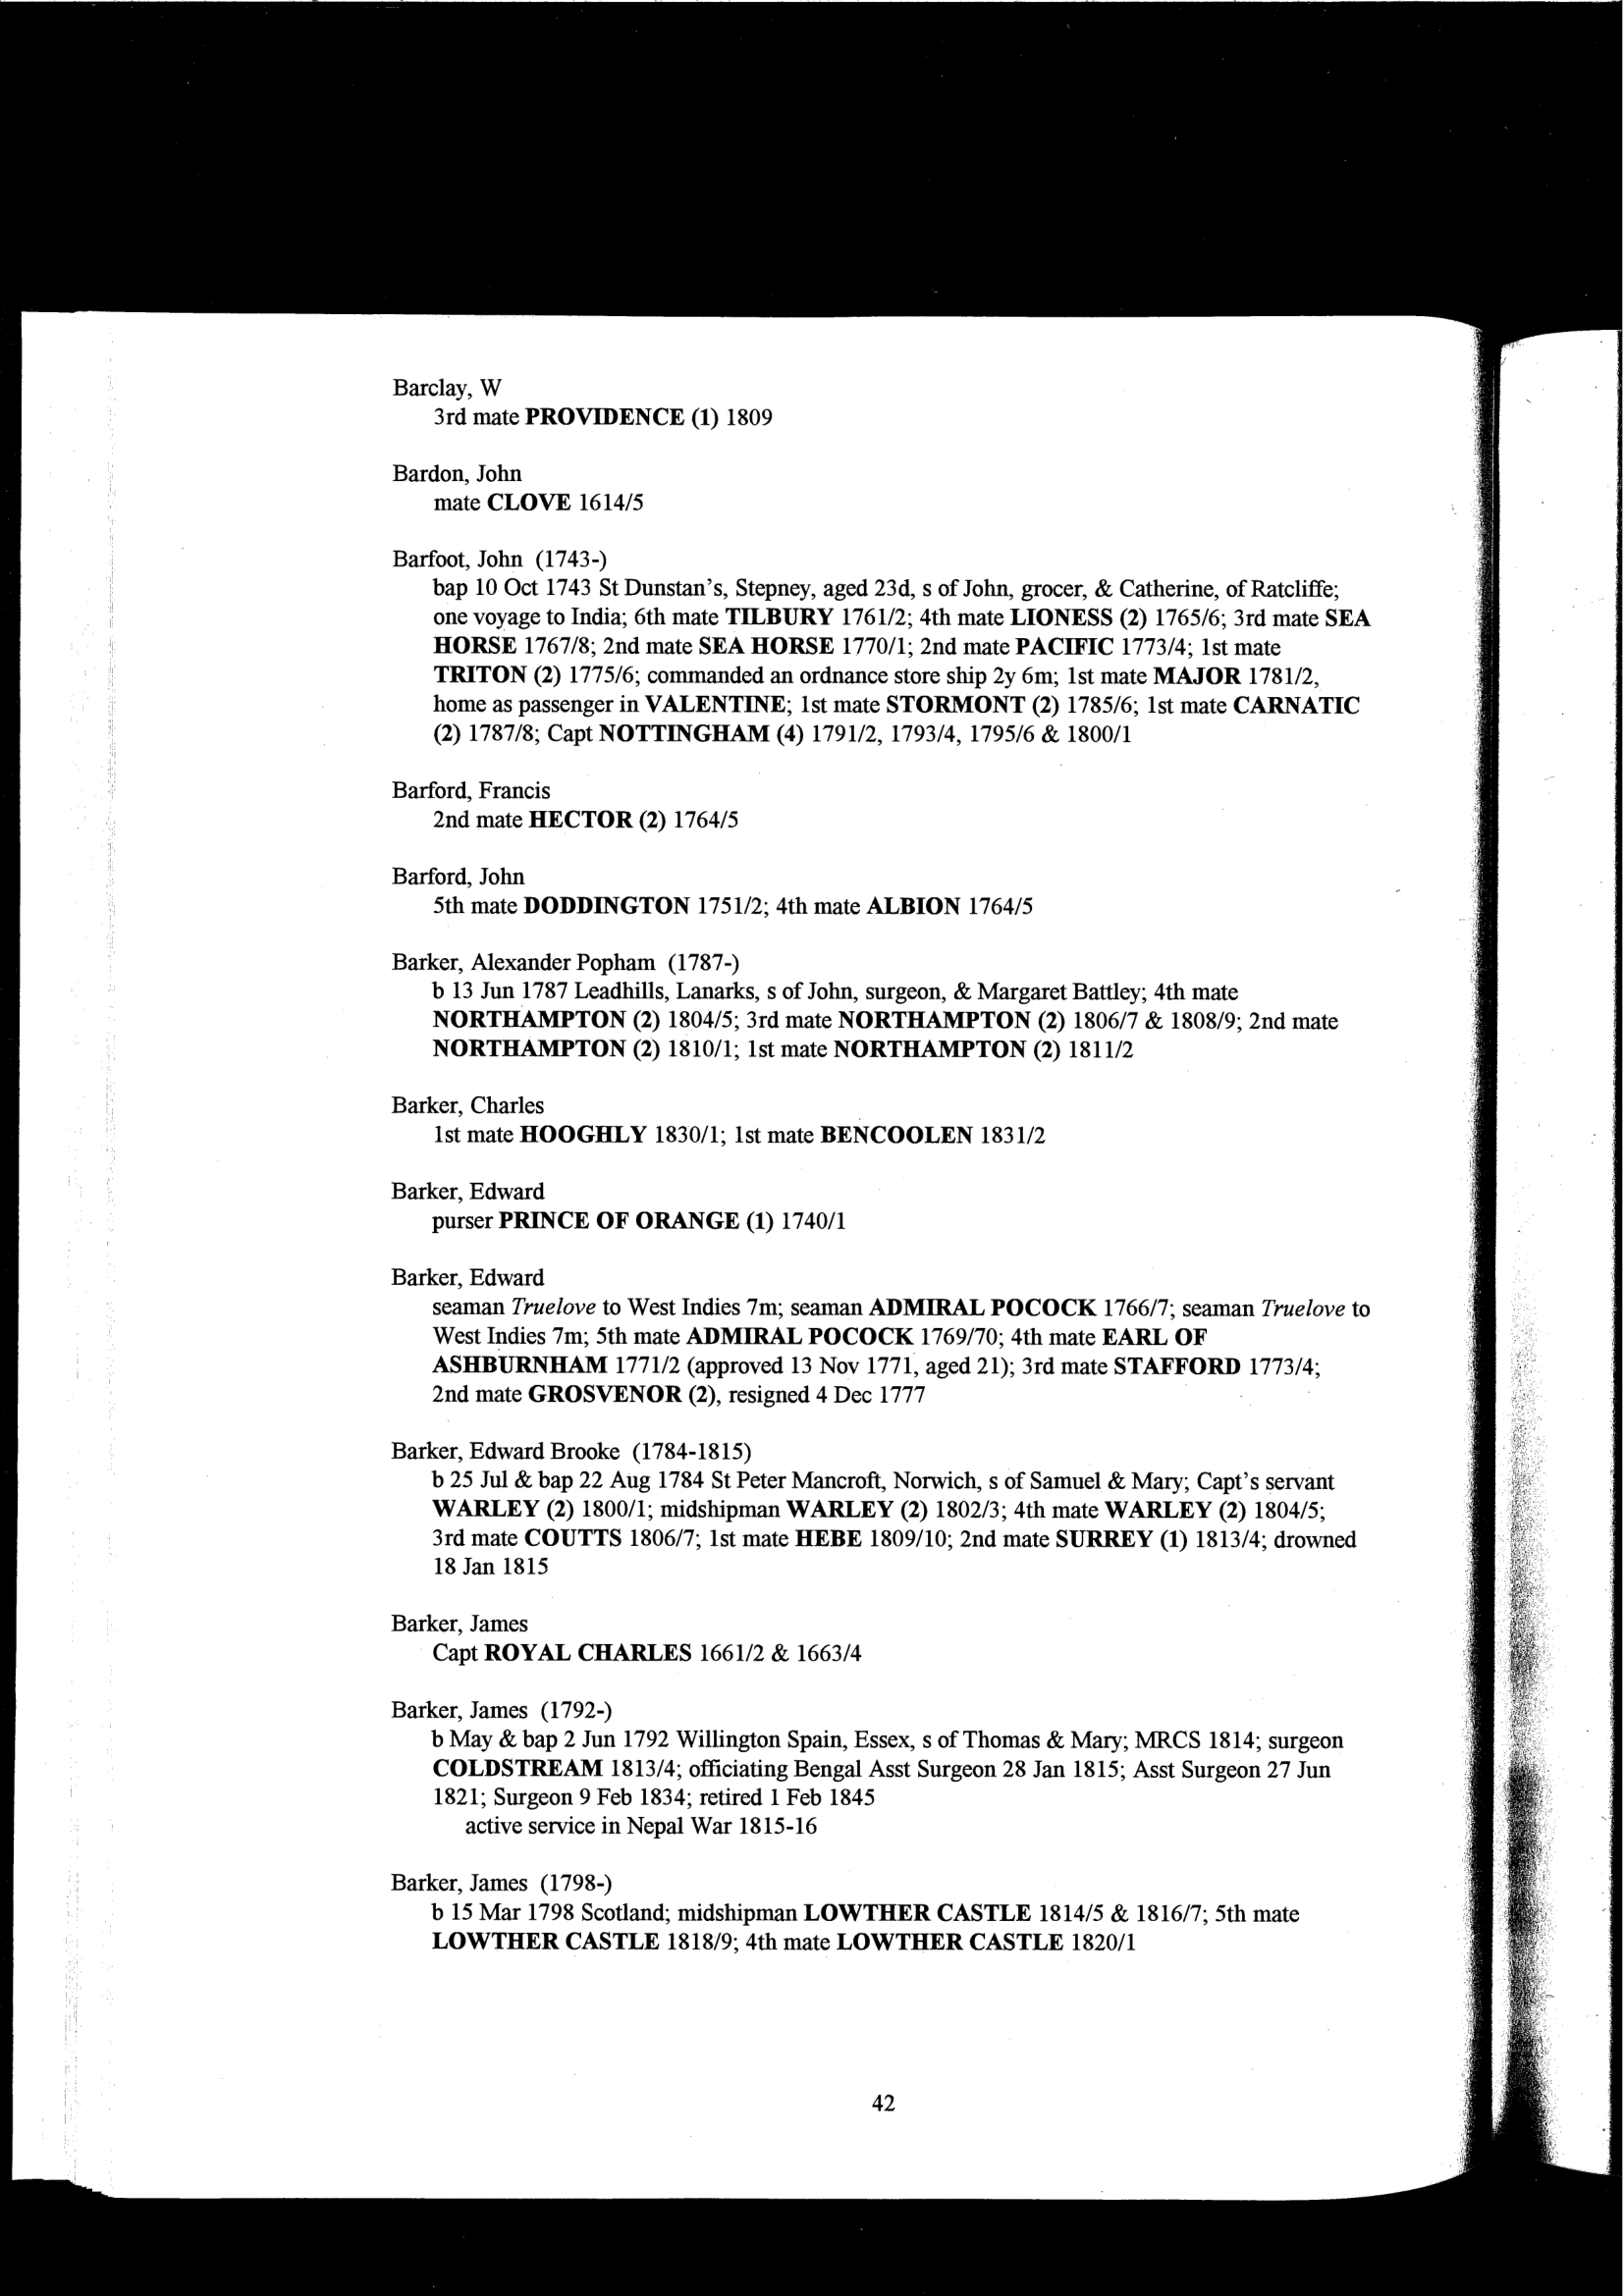 Barclay, W
3rd mate PROVIDENCE (1) 1809
Bardon, John
mate CLOVE 1614/5
Barfoot, John (1743-)
bap 10 Oct 1743 St Dunstan's, Stepney, aged 23d, s of John, grocer, & Catherine, of Ratcliffe;
one voyage to India; 6th mate TILBURY 1761/2; 4th mate LIONESS (2) 1765/6; 3rd mate SEA
HORSE 1767/8; 2nd mate SEA HORSE 1770/1; 2nd mate PACIFIC 1773/4; 1st mate
TRITON (2) 1775/6; commanded an ordnance store ship 2y 6m; 1st mate MAJOR 1781/2,
home as passenger in VALENTINE; 1st mate STORMONT (2) 1785/6; 1st mate CARNATIC
(2) 1787/8; Capt NOTTINGHAM (4) 1791/2, 1793/4, 1795/6 & 1800/1
Barford, Francis
2nd mate HECTOR (2) 1764/5
Barford, John
5th mate DODDINGTON 1751/2; 4th mate ALBION 1764/5
Barker, Alexander Popham (1787-)
b 13 Jun 1787 Leadhills, Lanarks, s of John, surgeon, & Margaret Battley; 4th mate
NORTHAMPTON (2) 1804/5; 3rd mate NORTHAMPTON (2) 1806/7 & 1808/9; 2nd mate
NORTHAMPTON (2) 1810/1; 1st mate NORTHAMPTON (2) 1811/2
Barker, Charles
1st mate HOOGHLY 1830/1; 1st mate BENCOOLEN 1831/2
Barker, Edward
purser PRINCE OF ORANGE (1) 1740/1
Barker, Edward
seaman Truelove to West Indies 7m; seaman ADMIRAL POCOCK 1766/7; seaman Truelove to
West Indies 7m; 5th mate ADMIRAL POCOCK 1769/70; 4th mate EARL OF
ASHBURNHAM 1771/2 (approved 13 Nov 1771, aged 21); 3rd mate STAFFORD 1773/4;
2nd mate GROSVENOR (2), resigned 4 Dec 1777
Barker, Edward Brooke (1784-1815)
b 25 Jul & bap 22 Aug 1784 St Peter Mancroft, Norwich, s of Samuel & Mary; Capt's servant
WARLEY (2) 1800/1; midshipman WARLEY (2) 1802/3; 4th mate WARLEY (2) 1804/5;
3rd mate COUTTS 1806/7; 1st mate HEBE 1809/10; 2nd mate SURREY (1) 1813/4; drowned
18 Jan 1815
Barker, James
Capt ROYAL CHARLES 1661/2 & 1663/4
Barker, James (1792-)
b May & bap 2 Jun 1792 Willington Spain, Essex, s of Thomas & Mary; MRCS 1814; surgeon
COLDSTREAM 1813/4; officiating Bengal Asst Surgeon 28 Jan 1815; Asst Surgeon 27 Jun
1821; Surgeon 9 Feb 1834; retired 1 Feb 1845
active service in Nepal War 1815-16
Barker, James (1798-)
b 15 Mar 1798 Scotland; midshipman LOWTHER CASTLE 1814/5 & 1816/7; 5th mate
LOWTHER CASTLE 1818/9; 4th mate LOWTHER CASTLE 1820/1
42